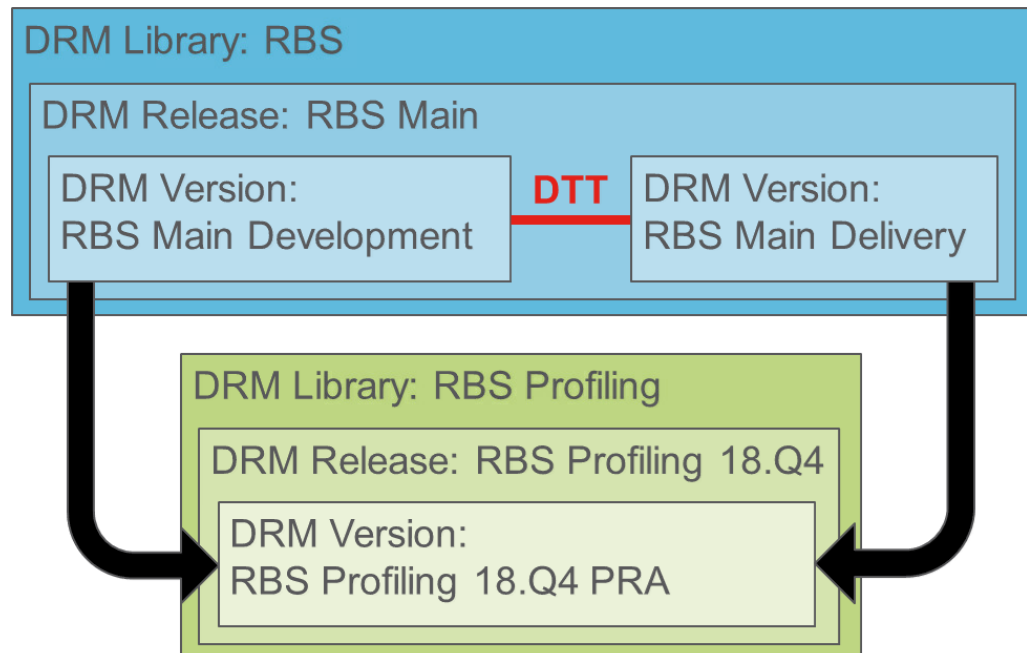 DRM Library: RBS
DRM Release: RBS Main
DRM Version:
RBS Main Development
DTT
DRM Version:
RBS Main Delivery
DRM Library: RBS Profiling
DRM Release: RBS Profiling 18.Q4
DRM Version:
RBS Profiling 18.Q4 PRA